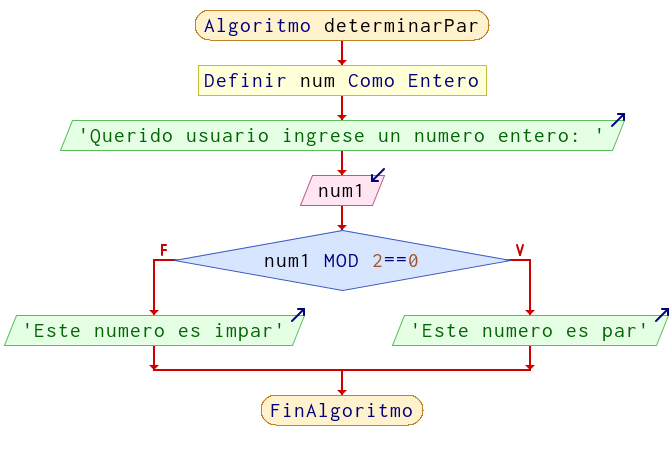 Algoritmo determinarPar
Definir num Como Entero
'Querido usuario ingrese un numero entero: '
num1
F
V
num1 MOD 2==0
'Este numero es impar'
'Este numero es par'
FinAlgoritmo